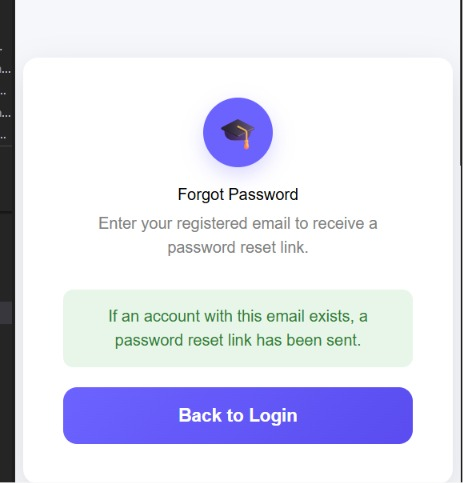 Forgot Password
Enter your registered email to receive a
password reset link.
If an account with this email exists, a
password reset link has been sent.
Back to Login